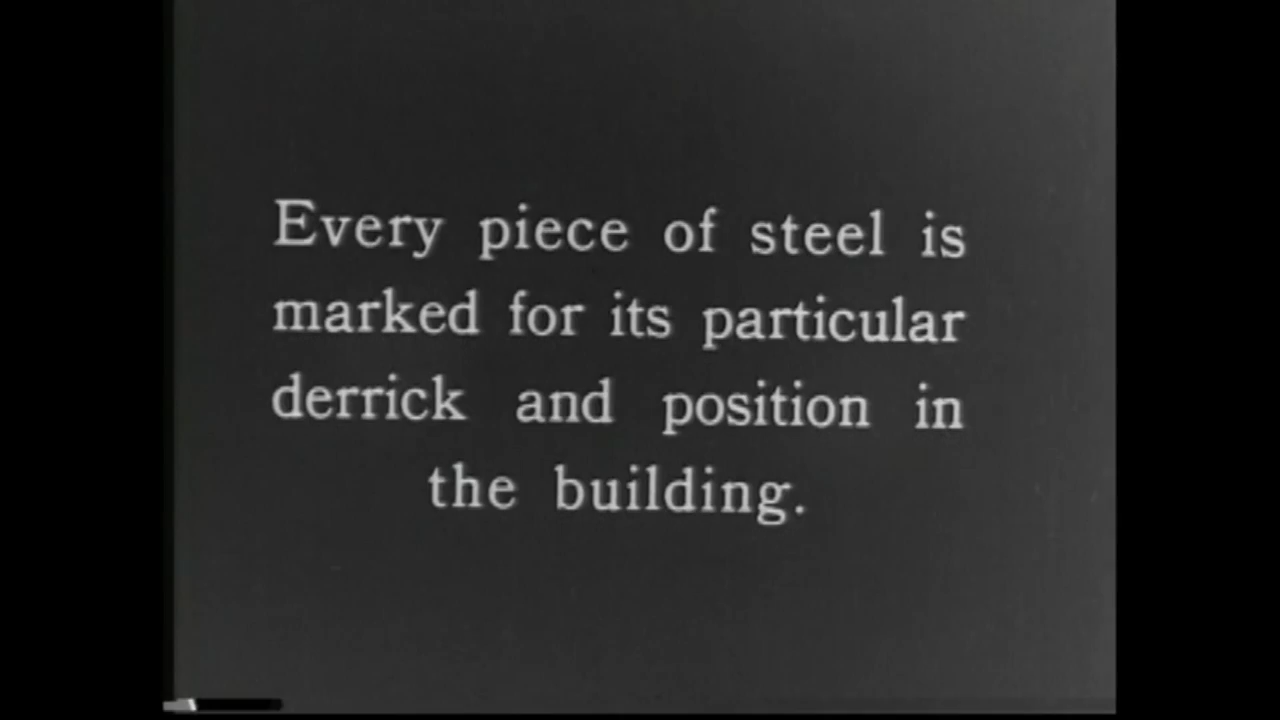 Every piece of steel is
marked for its particular
derrick and position in
the building.